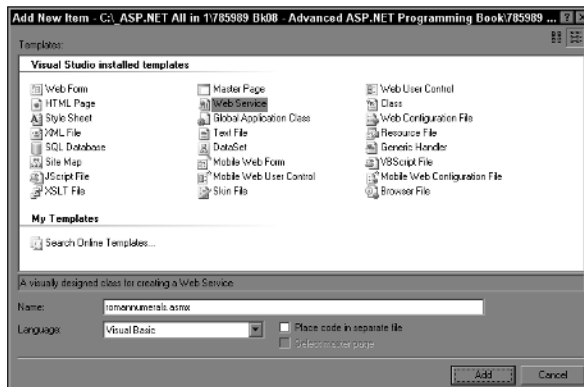 Add New Item - C:\_ASP.NET All in 1\785989 Bk08 - Advanced ASP.NET Programming Book\785989 ...
Templates:
Visual Studio installed templates
Web Form
Master Page
Web User Control
HTML Page
Web Service
Class
Style Sheet
Global Application Class
Web Configuration File
XML File
Text File
Resource File
SQL Database
DataSet
Generic Handler
Site Map
Mobile Web Form
VBScript File
JScript File
Mobile Web User Control
Mobile Web Configuration File
XSLT File
Skin File
Browser File
My Templates
Search Online Templates...
A visually designed class for creating a Web Service
Name:
romannumerals.asmx
Language:
Visual Basic
Place code in separate file
Select master page
Add
Cancel